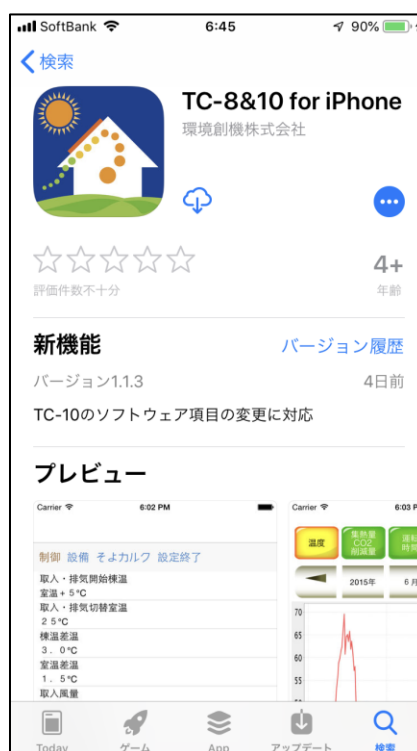 SoftBank 6:45 90%
検索
TC-8&10 for iPhone
環境創機株式会社
4+
評価件数不十分 年齢
新機能 バージョン履歴
バージョン1.1.3 4日前
TC-10のソフトウェア項目の変更に対応
プレビュー
Carrier 6:02 PM
制御 設備 そよカルク 設定終了
取入・排気開始棟温
室温+5℃
取入・排気切替室温
25℃
棟温差温
3.0℃
室温差温
1.5℃
取入風量
Carrier 6:03 P
温度 集熱量 CO2 削減量 運転 時間
2015年 6月
70
65
60
55
Today ゲーム App アップデート 検索